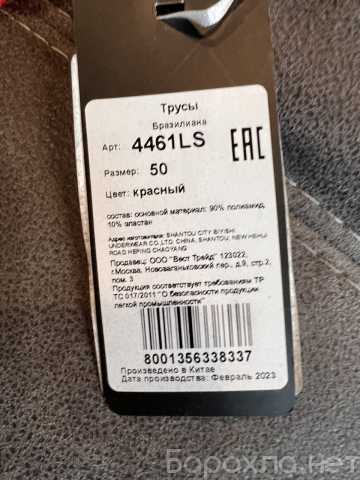 Трусы
Бразилиана
Арт: 4461LS
EAC
Размер: 50
Цвет: красный
состав: основной материал: 90% полиамид,
10% эластан
Адрес изготовителя: SHANTOU CITY BIYISHI
UNDERWEAR CO.,LTD, CHINA, SHANTOU, NEW HEHUI
ROAD HEPING CHAOYANG
Продавец: ООО "Вест Трейд" 123022,
г.Москва, Нововаганьковский пер., д.9, стр.2,
пом. 3
Продукция соответствует требованиям ТР
ТС 017/2011 "О безопасности продукции
легкой промышленности"
8001356338337
Произведено в Китае
Дата производства: Февраль 2023
Барахла.нет